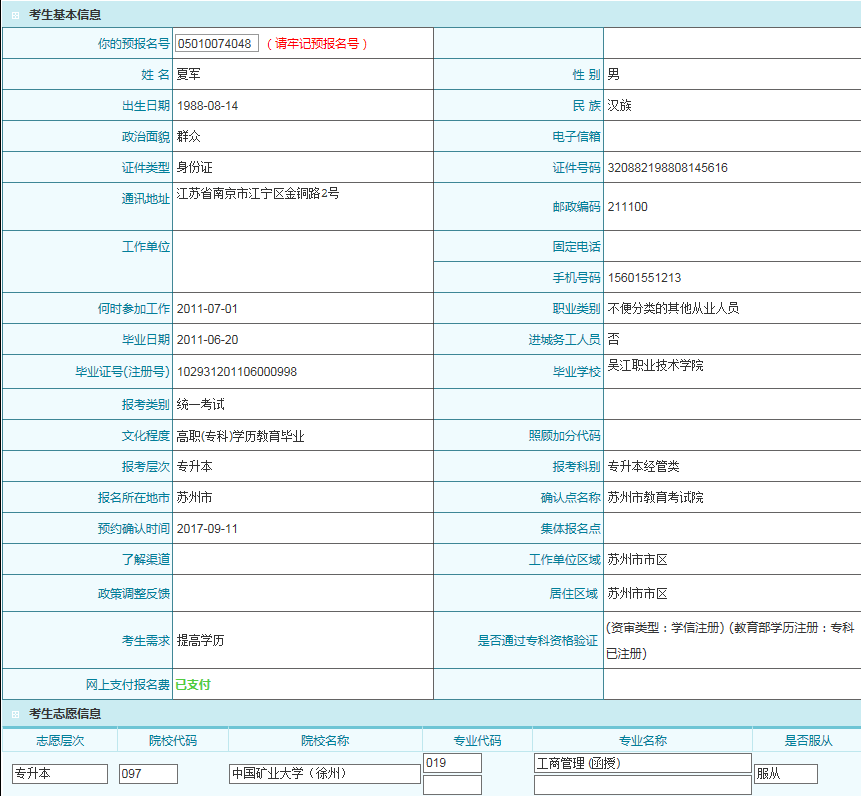 考生基本信息
你的预报名号 05010074048 (请牢记预报名号)
姓 名 夏军 性 别 男
出生日期 1988-08-14 民 族 汉族
政治面貌 群众 电子信箱
证件类型 身份证 证件号码 320882198808145616
通讯地址 江苏省南京市江宁区金铜路2号 邮政编码 211100
工作单位 固定电话
手机号码 15601551213
何时参加工作 2011-07-01 职业类别 不便分类的其他从业人员
毕业日期 2011-06-20 进城务工人员 否
毕业证号(注册号) 102931201106000998 毕业学校 吴江职业技术学院
报考类别 统一考试
文化程度 高职(专科)学历教育毕业 照顾加分代码
报考层次 专升本 报考科别 专升本经管类
报名所在地市 苏州市 确认点名称 苏州市教育考试院
预约确认时间 2017-09-11 集体报名点
了解渠道 工作单位区域 苏州市市区
政策调整反馈 居住区域 苏州市市区
考生需求 提高学历 是否通过专科资格验证 (资审类型：学信注册) (教育部学历注册：专科
已注册)
网上支付报名费 已支付
考生志愿信息
志愿层次 院校代码 院校名称 专业代码 专业名称 是否服从
专升本 097 中国矿业大学（徐州） 019 工商管理 (函授) 服从